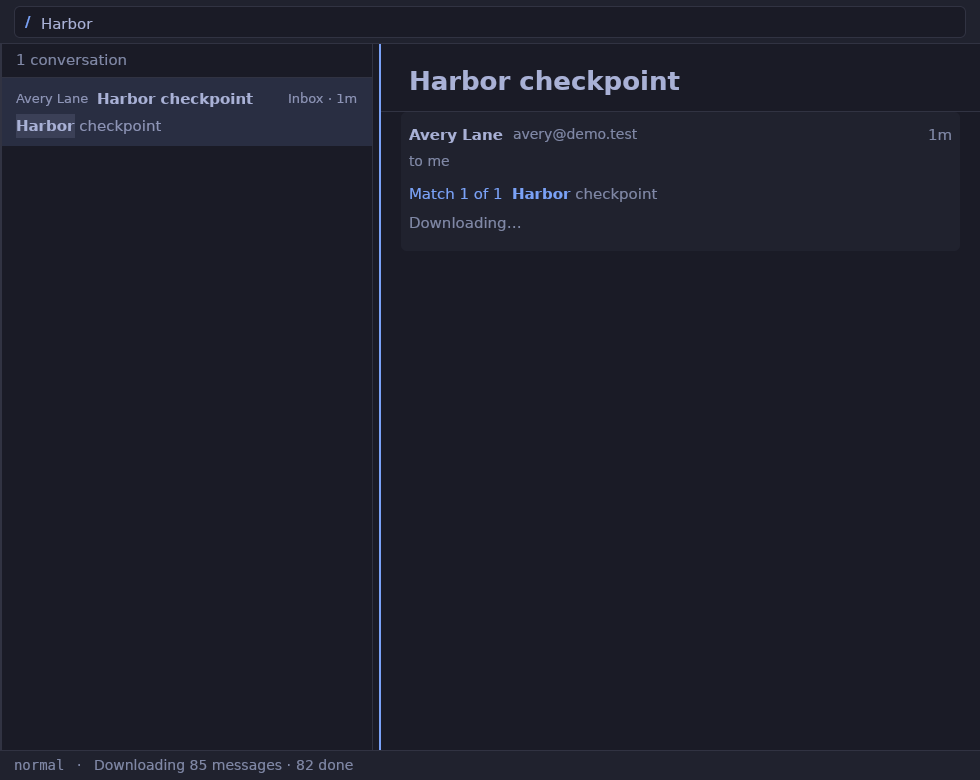 / Harbor
1 conversation
Avery Lane Harbor checkpoint Inbox · 1m
Harbor checkpoint
Harbor checkpoint
Avery Lane avery@demo.test 1m
to me
Match 1 of 1 Harbor checkpoint
Downloading…
normal · Downloading 85 messages · 82 done